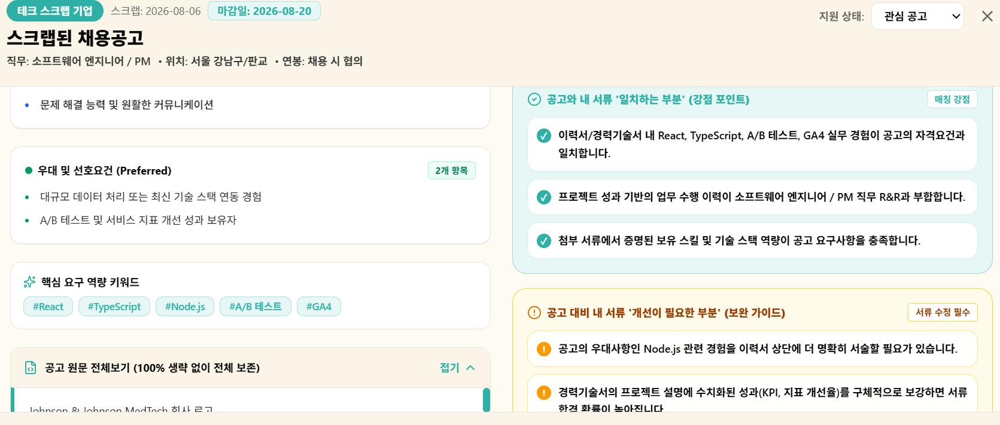 테크 스크랩 기업 스크랩: 2026-08-06 마감일: 2026-08-20
지원 상태: 관심 공고
스크랩된 채용공고
직무: 소프트웨어 엔지니어 / PM • 위치: 서울 강남구/판교 • 연봉: 채용 시 협의
문제 해결 능력 및 원활한 커뮤니케이션
우대 및 선호요건 (Preferred) 2개 항목
대규모 데이터 처리 또는 최신 기술 스택 연동 경험
A/B 테스트 및 서비스 지표 개선 성과 보유자
핵심 요구 역량 키워드
#React #TypeScript #Node.js #A/B 테스트 #GA4
공고 원문 전체보기 (100% 생략 없이 전체 보존) 접기
Johnson & Johnson MedTech 회사 로고
공고와 내 서류 '일치하는 부분' (강점 포인트) 매칭 강점
이력서/경력기술서 내 React, TypeScript, A/B 테스트, GA4 실무 경험이 공고의 자격요건과
일치합니다.
프로젝트 성과 기반의 업무 수행 이력이 소프트웨어 엔지니어 / PM 직무 R&R과 부합합니다.
첨부 서류에서 증명된 보유 스킬 및 기술 스택 역량이 공고 요구사항을 충족합니다.
공고 대비 내 서류 '개선이 필요한 부분' (보완 가이드) 서류 수정 필수
공고의 우대사항인 Node.js 관련 경험을 이력서 상단에 더 명확히 서술할 필요가 있습니다.
경력기술서의 프로젝트 설명에 수치화된 성과(KPI, 지표 개선율)를 구체적으로 보강하면 서류
합격 확률이 높아집니다